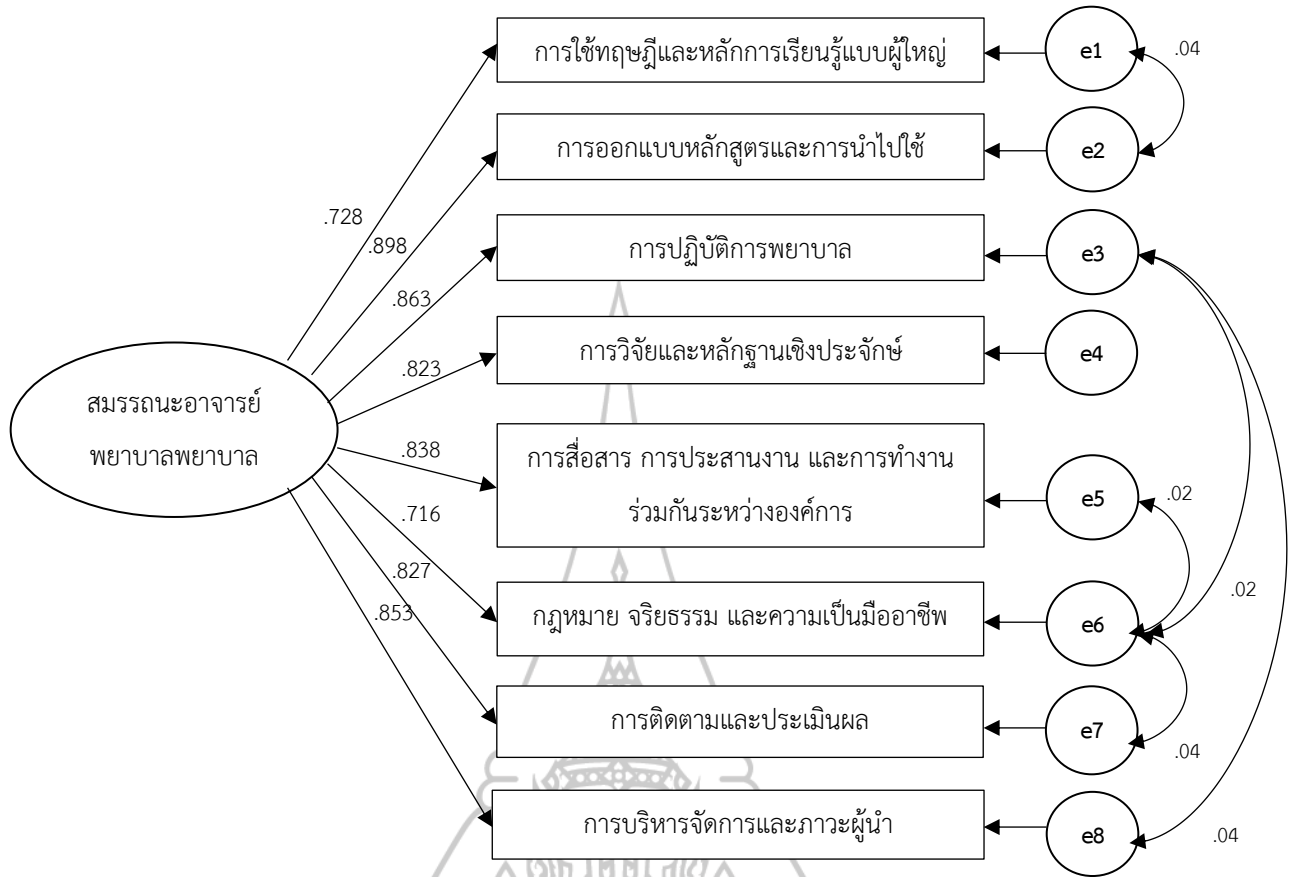 การใช้ทฤษฎีและหลักการเรียนรู้แบบผู้ใหญ่
e1
.04
การออกแบบหลักสูตรและการนำไปใช้
e2
.728
.898
การปฏิบัติการพยาบาล
e3
.863
การวิจัยและหลักฐานเชิงประจักษ์
e4
.823
สมรรถนะอาจารย์
พยาบาลพยาบาล
.838
การสื่อสาร การประสานงาน และการทำงาน
ร่วมกันระหว่างองค์การ
e5
.02
.716
.827
.02
.853
กฎหมาย จริยธรรม และความเป็นมืออาชีพ
e6
การติดตามและประเมินผล
e7
.04
การบริหารจัดการและภาวะผู้นำ
e8
.04